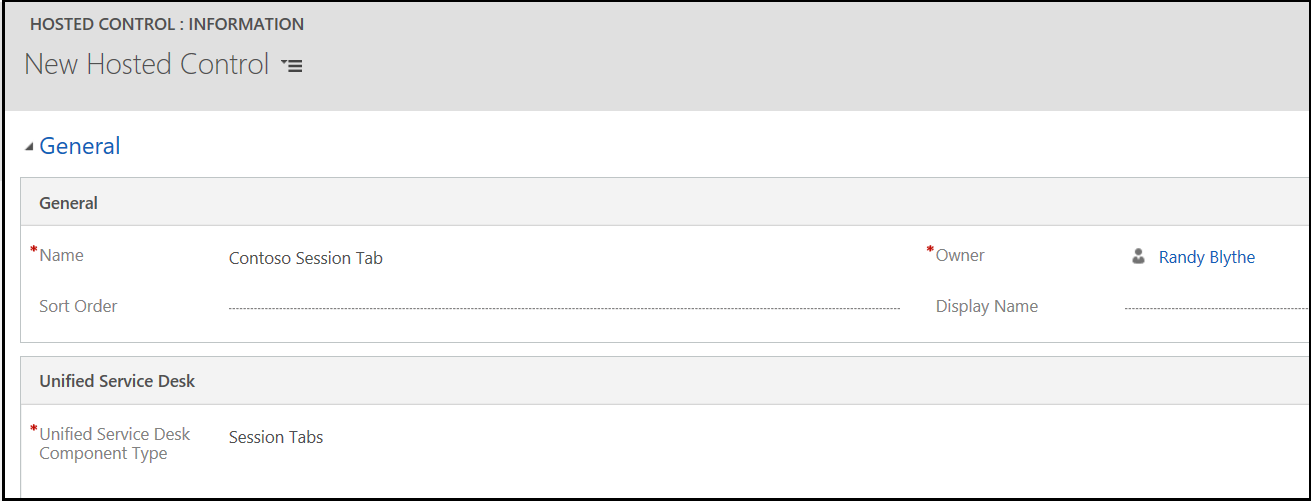 HOSTED CONTROL : INFORMATION
New Hosted Control
General
General
*Name Contoso Session Tab *Owner Randy Blythe
Sort Order Display Name
Unified Service Desk
*Unified Service Desk Session Tabs
Component Type